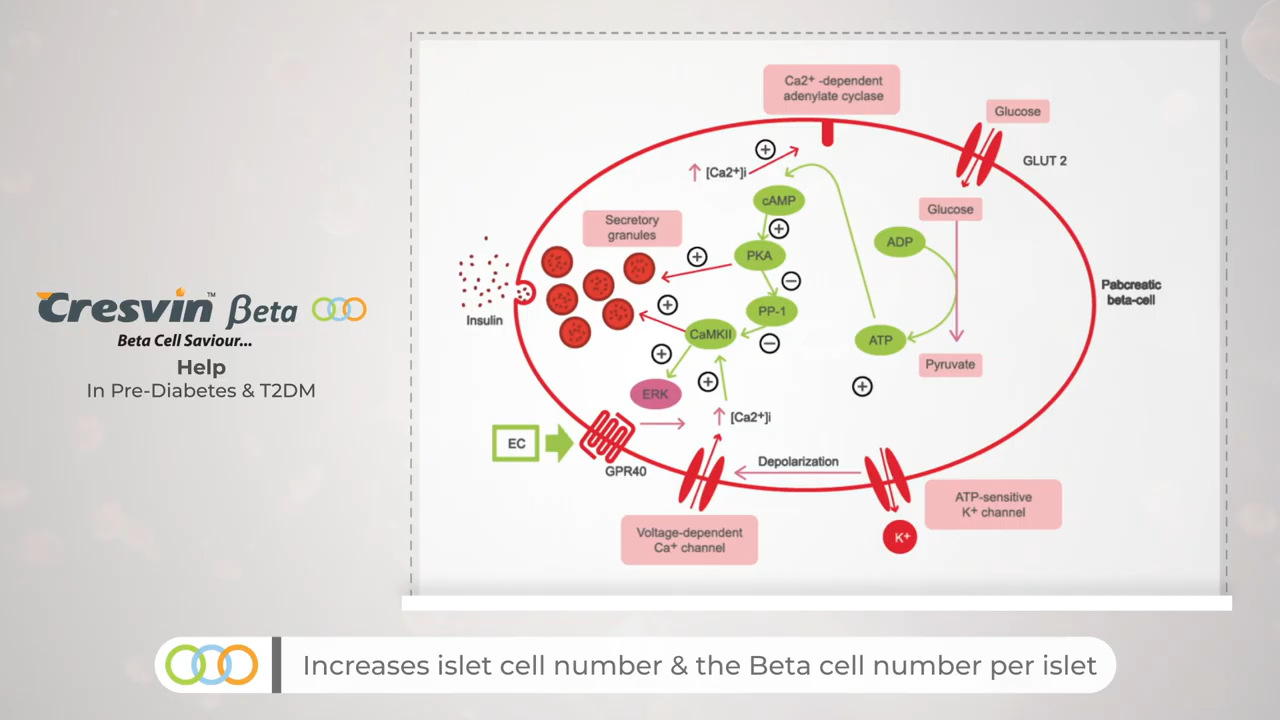 Cresvin™ βeta
Beta Cell Saviour...
Help
In Pre-Diabetes & T2DM
Ca2+ -dependent
adenylate cyclase
Glucose
GLUT 2
[Ca2+]i
cAMP
Secretory
granules
Glucose
ADP
PKA
Insulin
PP-1
CaMKII
ATP
Pabcreatic
beta-cell
Pyruvate
ERK
[Ca2+]i
EC
GPR40
Depolarization
ATP-sensitive
K+ channel
Voltage-dependent
Ca+ channel
K+
Increases islet cell number & the Beta cell number per islet